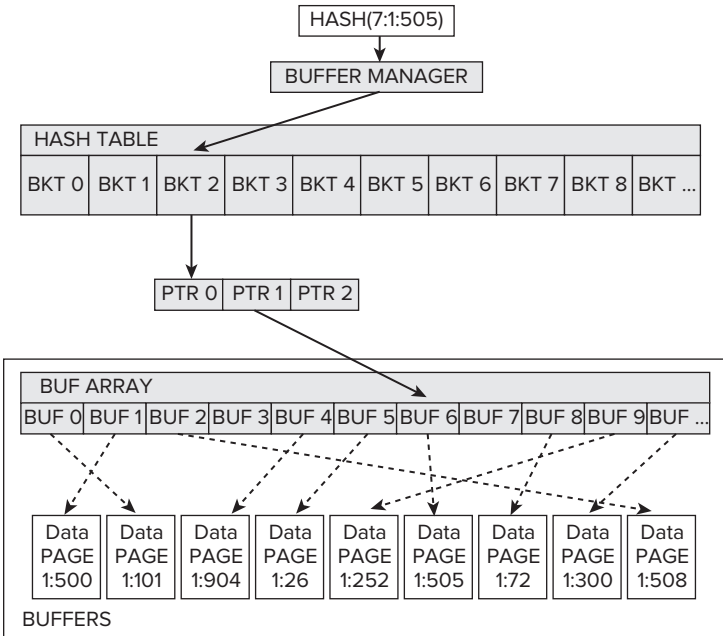 HASH(7:1:505)
BUFFER MANAGER
HASH TABLE
BKT 0 BKT 1 BKT 2 BKT 3 BKT 4 BKT 5 BKT 6 BKT 7 BKT 8 BKT ...
PTR 0 PTR 1 PTR 2
BUF ARRAY
BUF 0 BUF 1 BUF 2 BUF 3 BUF 4 BUF 5 BUF 6 BUF 7 BUF 8 BUF 9 BUF ...
Data Data Data Data Data Data Data Data Data
PAGE PAGE PAGE PAGE PAGE PAGE PAGE PAGE PAGE
1:500 1:101 1:904 1:26 1:252 1:505 1:72 1:300 1:508
BUFFERS